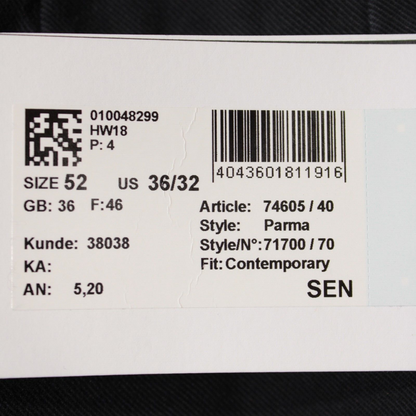 010048299
HW18
P: 4
4043601811916
SIZE 52 US 36/32
GB: 36 F:46
Article: 74605 / 40
Style: Parma
Kunde: 38038
Style/N°: 71700 / 70
KA:
Fit: Contemporary
AN: 5,20
SEN